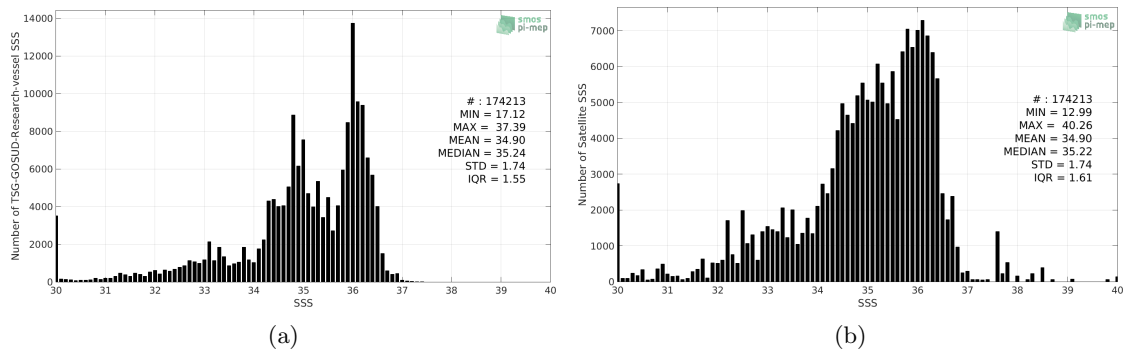 smos
pi-mep
Number of TSG-GOSUD-Research-vessel SSS
14000
12000
10000
8000
6000
4000
2000
0
# : 174213
MIN = 17.12
MAX = 37.39
MEAN = 34.90
MEDIAN = 35.24
STD = 1.74
IQR = 1.55
30 31 32 33 34 35 36 37 38 39 40
SSS
(a)
smos
pi-mep
Number of Satellite SSS
7000
6000
5000
4000
3000
2000
1000
0
# : 174213
MIN = 12.99
MAX = 40.26
MEAN = 34.90
MEDIAN = 35.22
STD = 1.74
IQR = 1.61
30 31 32 33 34 35 36 37 38 39 40
SSS
(b)